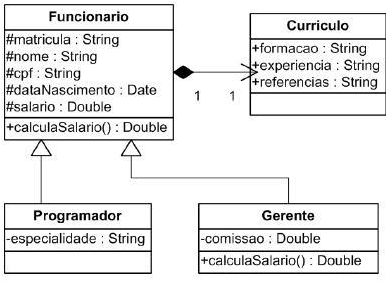 Funcionario
#matricula : String
#nome : String
#cpf : String
#dataNascimento : Date
#salario : Double
+calculaSalario() : Double
Curriculo
+formacao : String
+experiencia : String
+referencias : String
1 1
Programador
-especialidade : String
Gerente
-comissao : Double
+calculaSalario() : Double